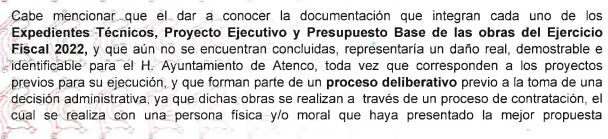 Cabe mencionar que el dar a conocer la documentación que integran cada uno de los
Expedientes Técnicos, Proyecto Ejecutivo y Presupuesto Base de las obras del Ejercicio
Fiscal 2022, y que aún no se encuentran concluidas, representaría un daño real, demostrable e
identificable para el H. Ayuntamiento de Atenco, toda vez que corresponden a los proyectos
previos para su ejecución, y que forman parte de un proceso deliberativo previo a la toma de una
decisión administrativa, ya que dichas obras se realizan a través de un proceso de contratación, el
cual se realiza con una persona física y/o moral que haya presentado la mejor propuesta